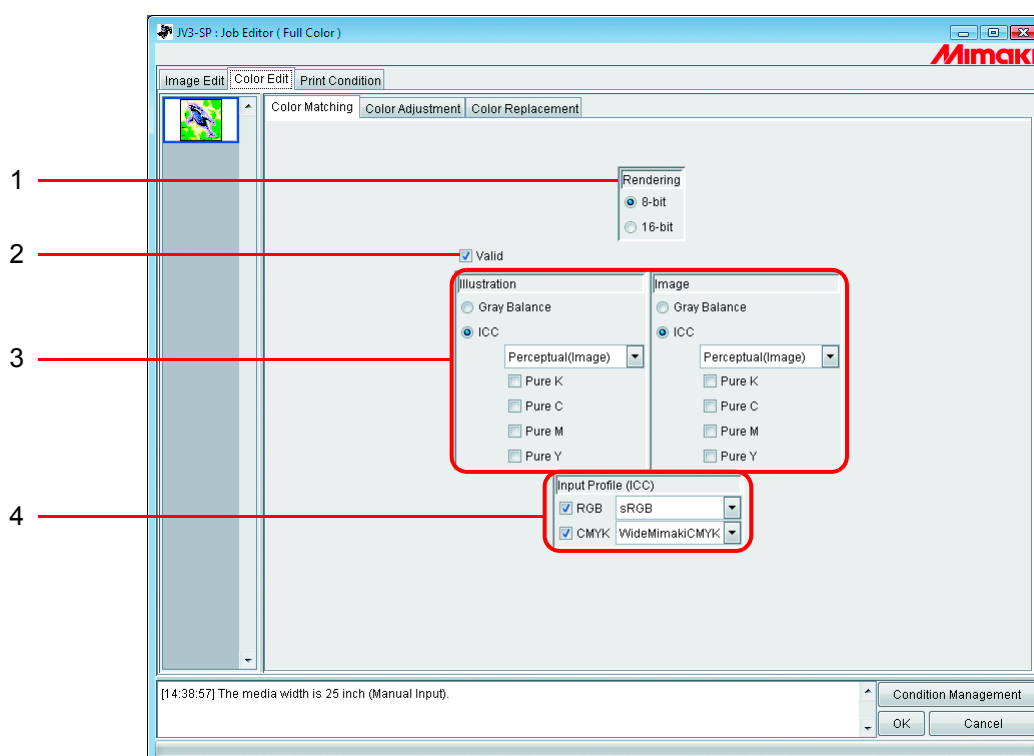 JV3-SP : Job Editor ( Full Color )
Mimaki
Image Edit Color Edit Print Condition
Color Matching Color Adjustment Color Replacement
1
Rendering
8-bit
16-bit
2
Valid
Illustration Image
Gray Balance Gray Balance
ICC ICC
3
Perceptual(Image) Perceptual(Image)
Pure K Pure K
Pure C Pure C
Pure M Pure M
Pure Y Pure Y
Input Profile (ICC)
4
RGB sRGB
CMYK WideMimakiCMYK
[14:38:57] The media width is 25 inch (Manual Input).
Condition Management
OK Cancel